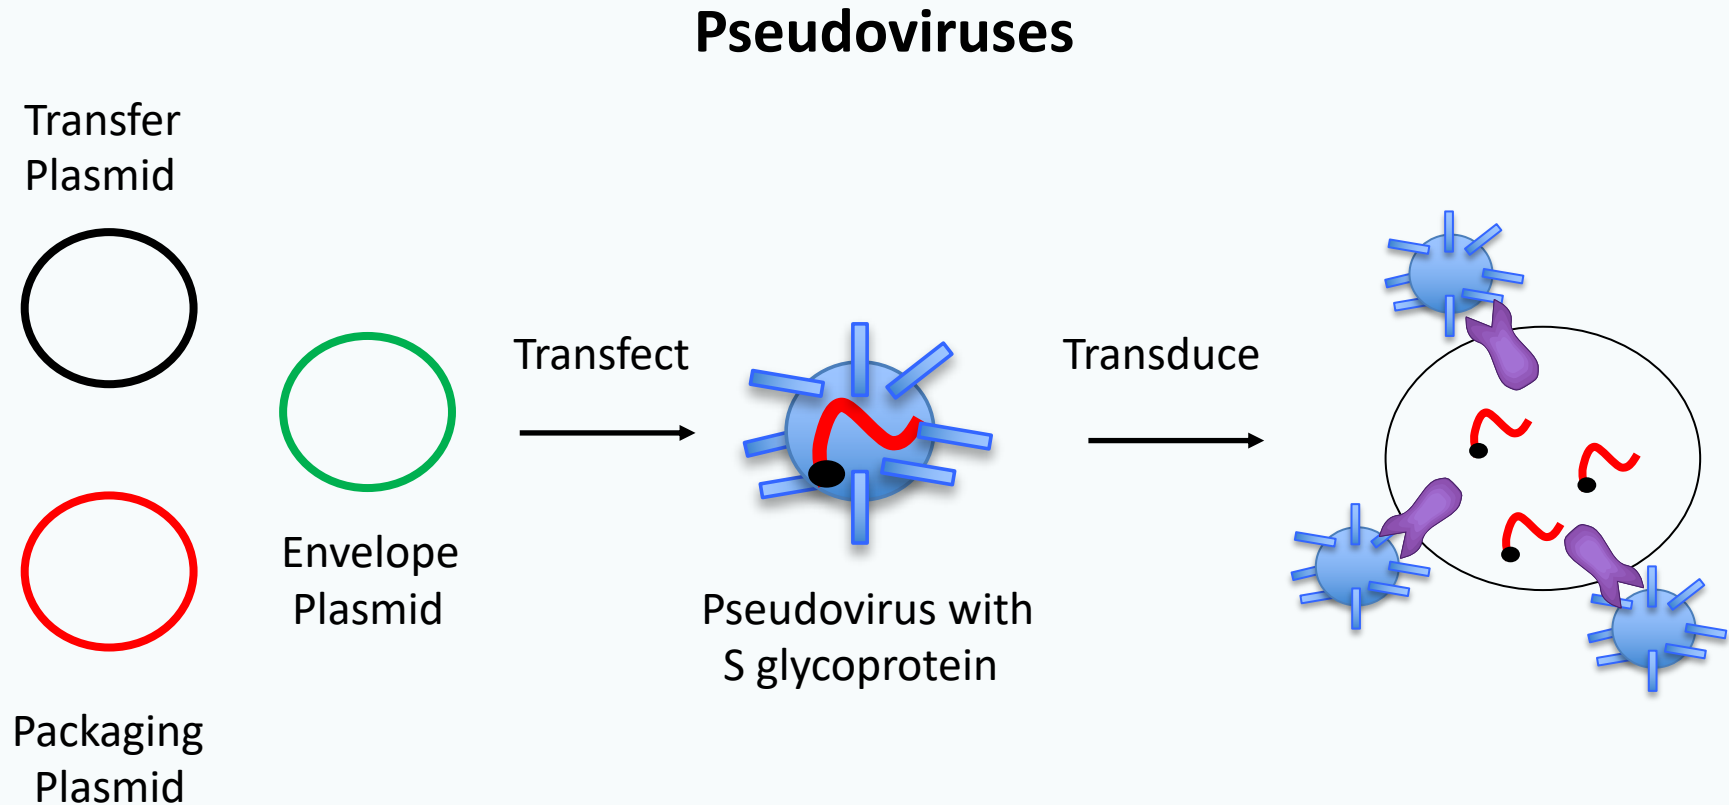 Pseudoviruses
Transfer
Plasmid
Packaging
Plasmid
Envelope
Plasmid
Transfect
Pseudovirus with
S glycoprotein
Transduce